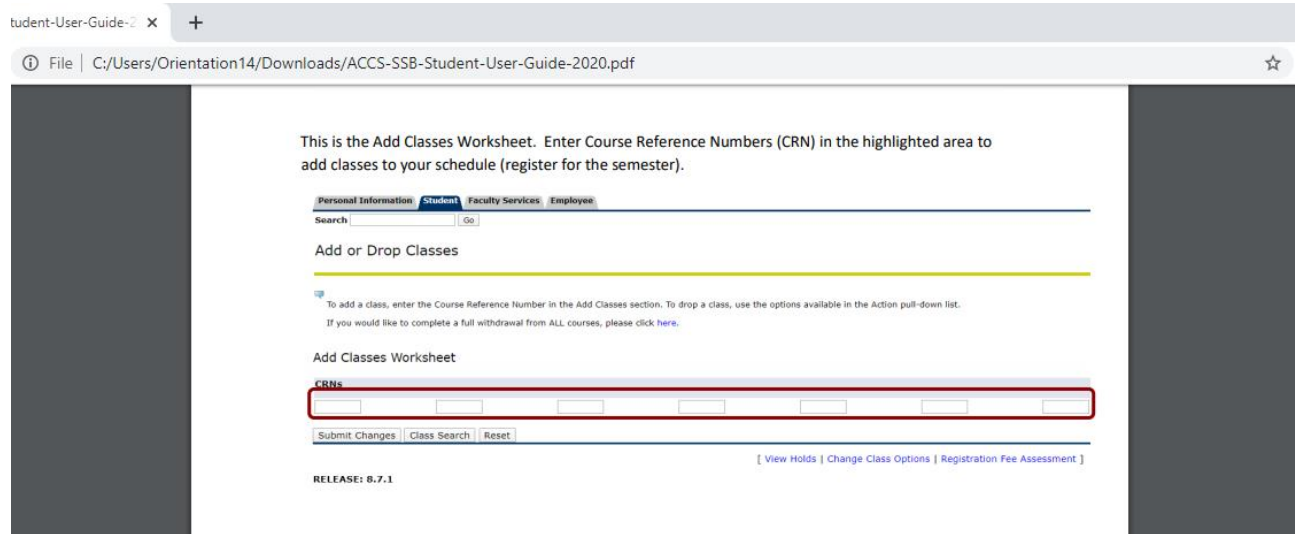 tudent-User-Guide-2
File | C:/Users/Orientation14/Downloads/ACCS-SSB-Student-User-Guide-2020.pdf
This is the Add Classes Worksheet. Enter Course Reference Numbers (CRN) in the highlighted area to
add classes to your schedule (register for the semester).
Personal Information Student Faculty Services Employee
Search Go
Add or Drop Classes
To add a class, enter the Course Reference Number in the Add Classes section. To drop a class, use the options available in the Action pull-down list.
If you would like to complete a full withdrawal from ALL courses, please click here.
Add Classes Worksheet
CRNs
Submit Changes Class Search Reset
[ View Holds | Change Class Options | Registration Fee Assessment ]
RELEASE: 8.7.1